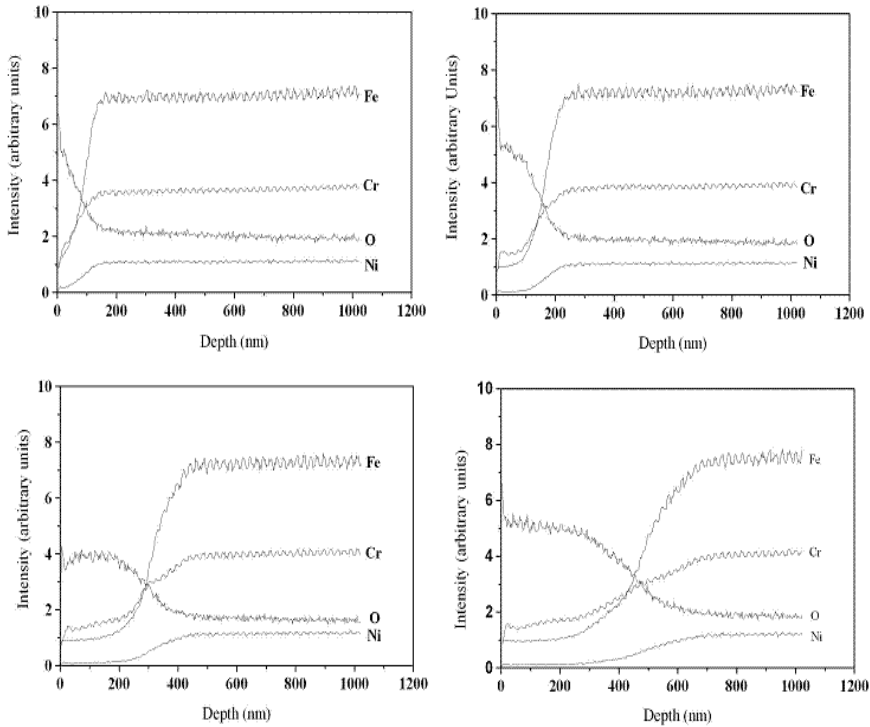 Intensity (arbitrary units)
10
8
6
4
2
0
Fe
Cr
O
Ni
0 200 400 600 800 1000 1200
Depth (nm)
Intensity (arbitrary Units)
10
8
6
4
2
0
Fe
Cr
O
Ni
0 200 400 600 800 1000 1200
Depth (nm)
Intensity (arbitrary units)
10
8
6
4
2
0
Fe
Cr
O
Ni
0 200 400 600 800 1000 1200
Depth (nm)
Intensity (arbitrary units)
10
8
6
4
2
0
Fe
Cr
O
Ni
0 200 400 600 800 1000 1200
Depth (nm)